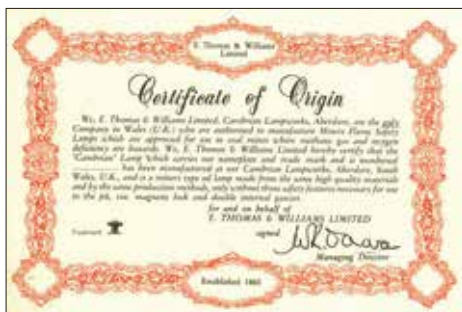 E. Thomas & Williams
Limited
Certificate of Origin
We, E. Thomas & Williams Limited, Cambrian Lampworks, Aberdare, are the only
Company in Wales (U.K.) who are authorised to manufacture Miners Flame Safety
Lamps which are approved for use in coal mines where methane gas and oxygen
deficiency are hazards. We, E. Thomas & Williams Limited hereby certify that the
"Cambrian" Lamp which carries our nameplate and trade mark and is numbered
has been manufactured at our Cambrian Lampworks, Aberdare, South
Wales, U.K., and is a miners type oil lamp made from the same high quality materials
and by the same production methods, only without those safety features necessary for use
in the pit, magnetic lock and double internal gauzes.
for and on behalf of
E. THOMAS & WILLIAMS LIMITED
Trademark signed
Managing Director
Established 1860